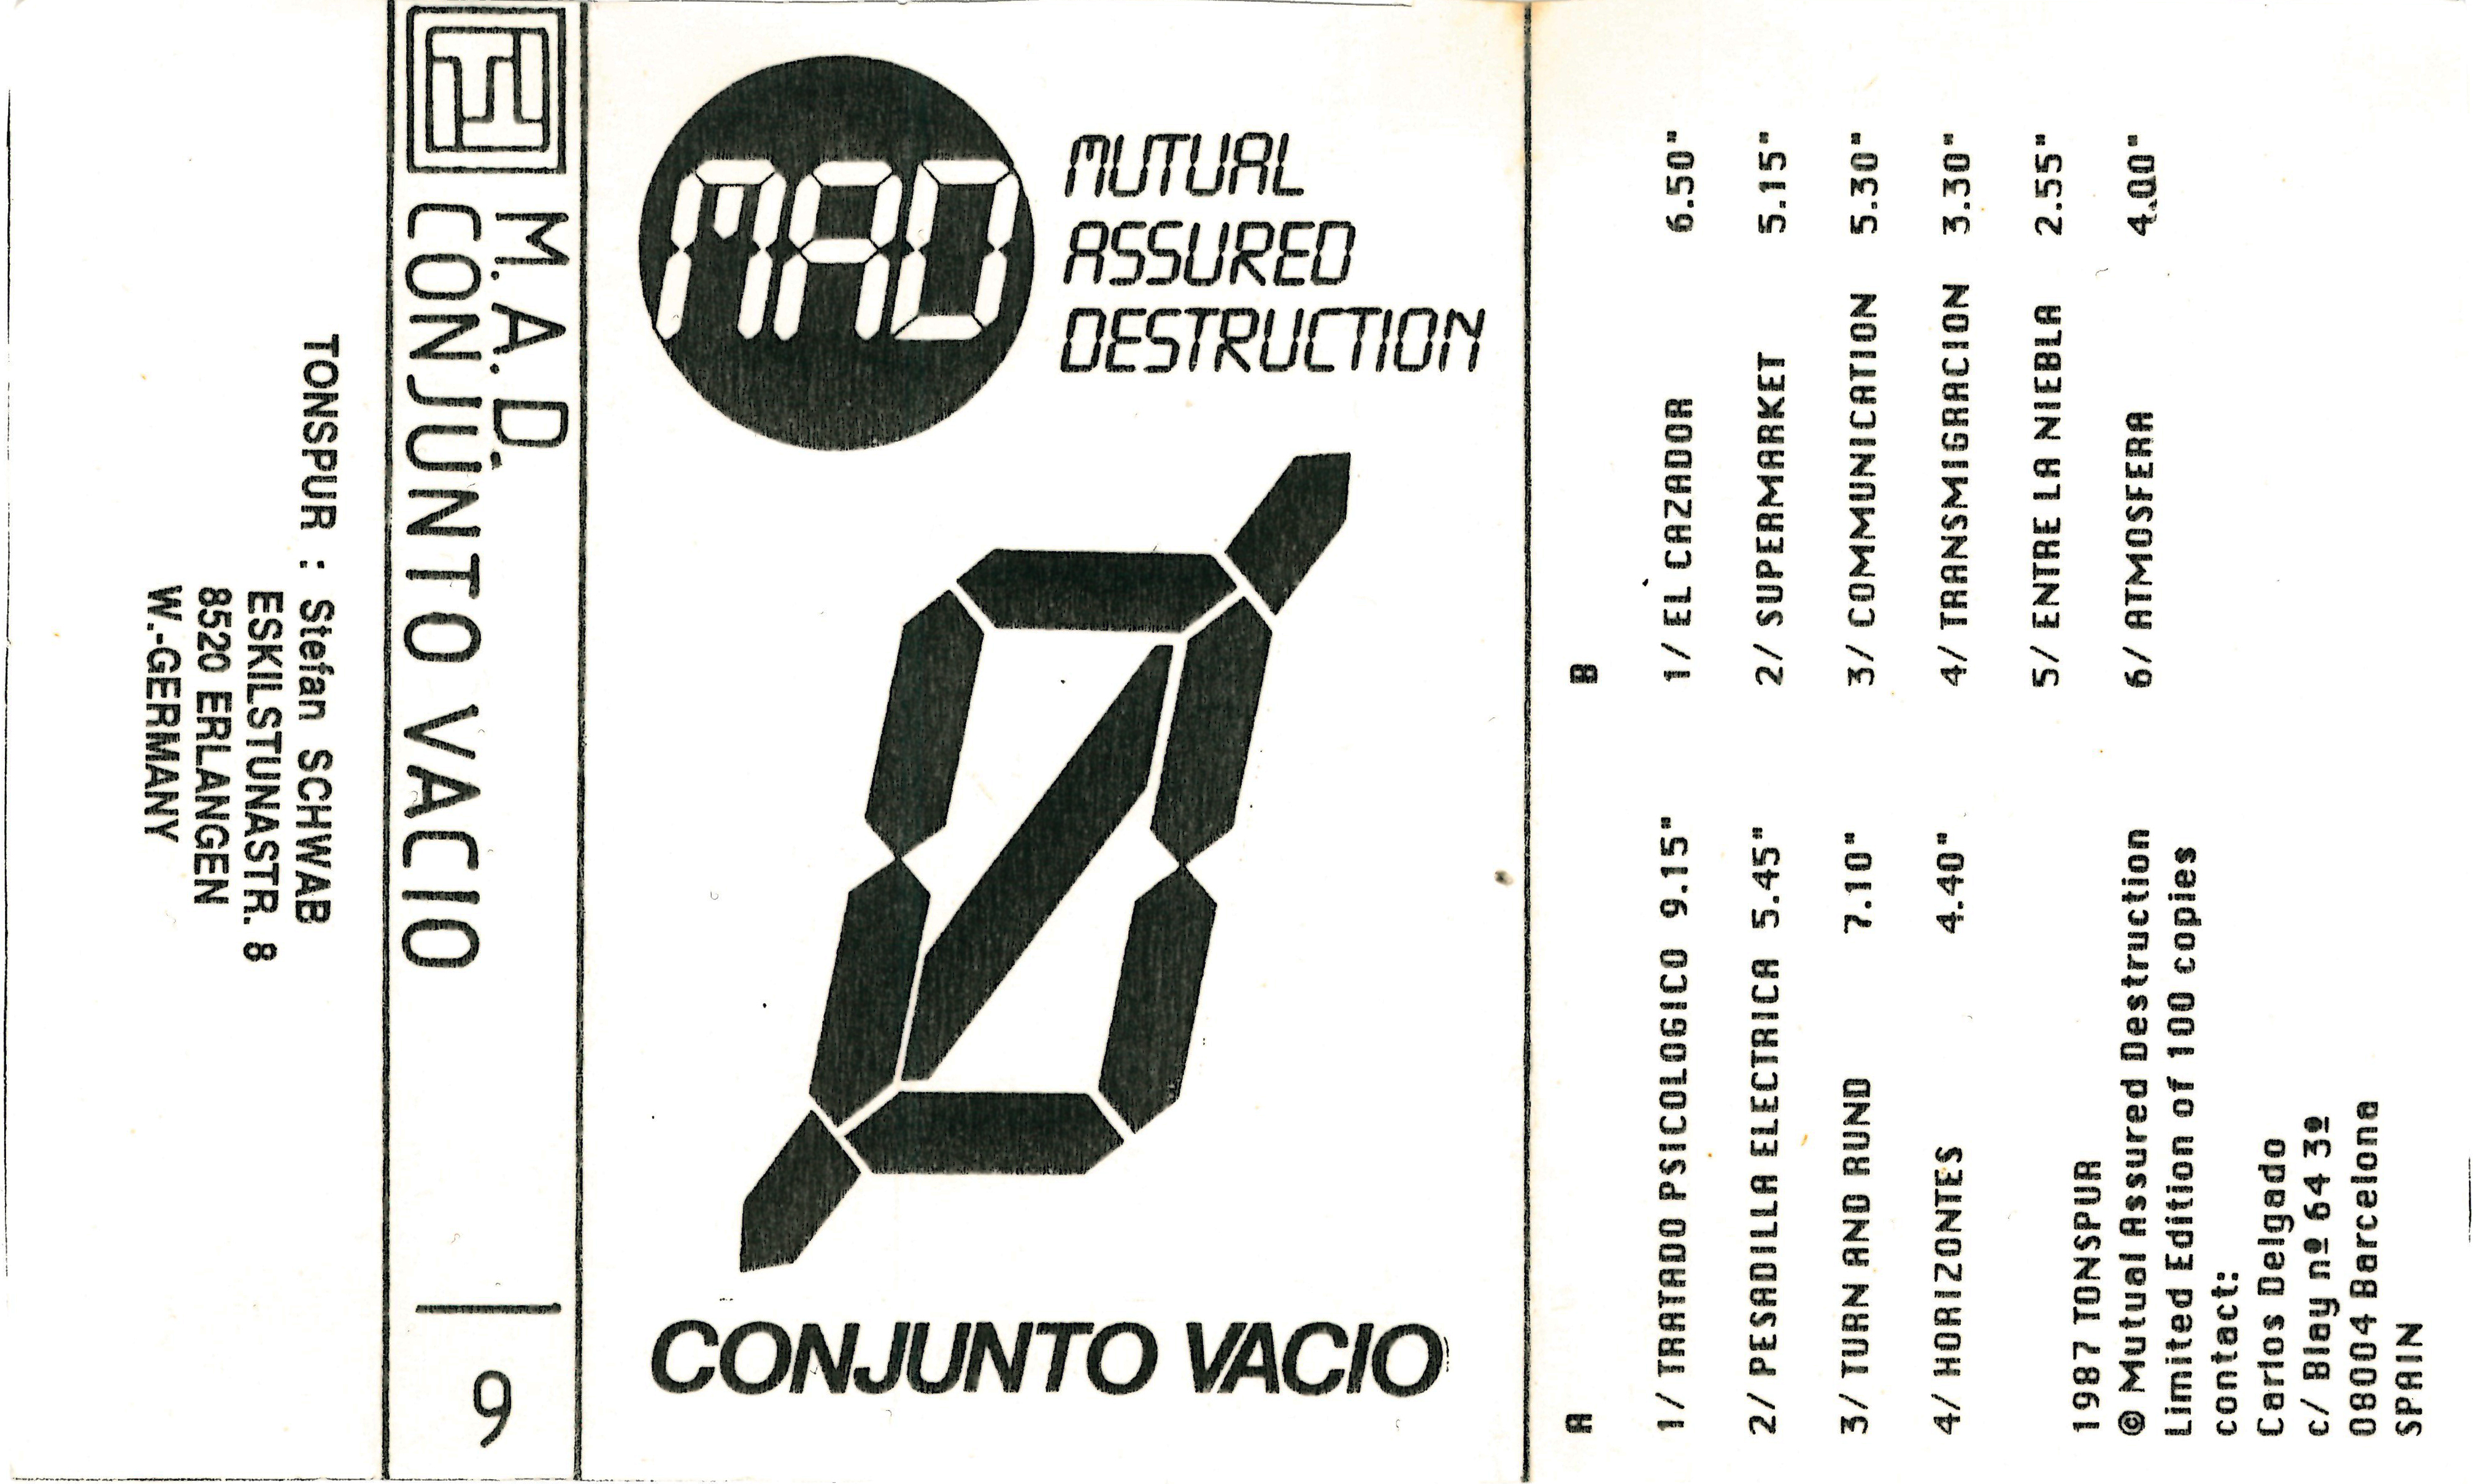 TONSPUR : Stefan SCHWAB
ESKILSTUNASTR. 8
8520 ERLANGEN
W.-GERMANY
M.A.D.
CONJUNTO VACIO
9
MAD
MUTUAL
ASSURED
DESTRUCTION
CONJUNTO VACIO
A
1/ TRATADO PSICOLOGICO 9.15"
2/ PESADILLA ELECTRICA 5.45"
3/ TURN AND RUND 7.10"
4/ HORIZONTES 4.40"
B
1/ EL CAZADOR 6.50"
2/ SUPERMARKET 5.15"
3/ COMMUNICATION 5.30"
4/ TRANSMIGRACION 3.30"
5/ ENTRE LA NIEBLA 2.55"
6/ ATMOSFERA 4.00"
1987 TONSPUR
© Mutual Assured Destruction
Limited Edition of 100 copies
contact:
Carlos Delgado
c/ Blay nº 64 3º
08004 Barcelona
SPAIN